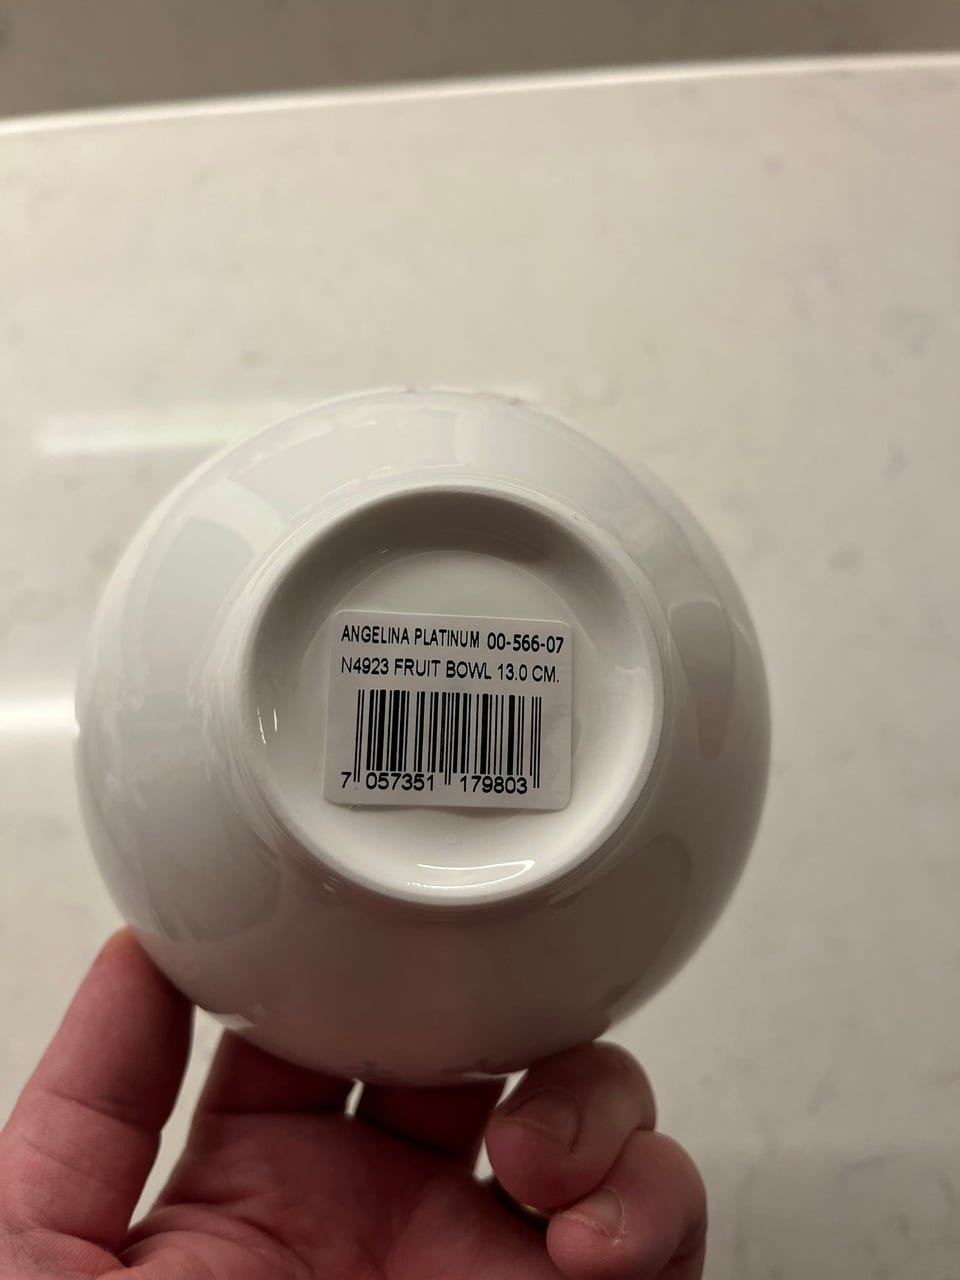 ANGELINA PLATINUM 00-566-07
N4923 FRUIT BOWL 13.0 CM.
7 057351 179803